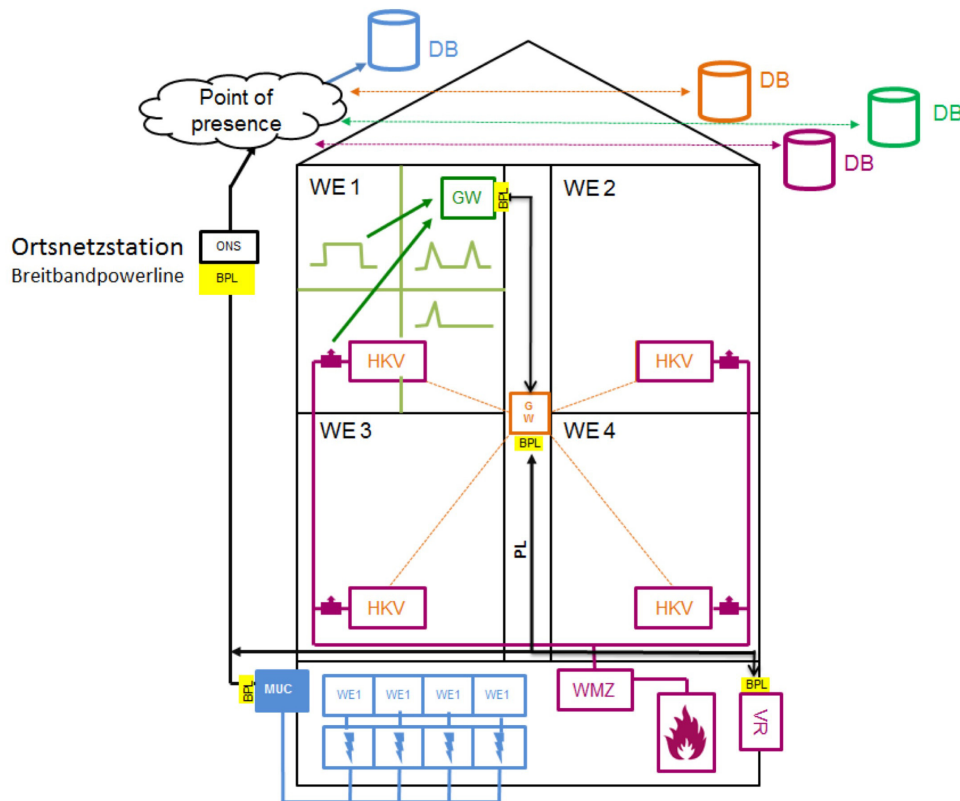 DB
Point of
presence
DB
DB
DB
WE 1
GW
BPL
WE 2
Ortsnetzstation
Breitbandpowerline
ONS
BPL
HKV
HKV
G
W
BPL
WE 3
WE 4
PL
HKV
HKV
BPL
MUC
WE1
WE1
WE1
WE1
WMZ
BPL
VR